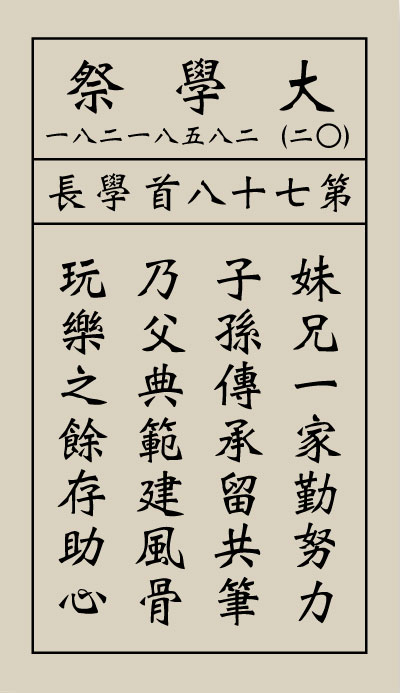 大學祭
(〇二) 二八五八一二八一
第七十八首學長
妹兄一家勤努力
子孫傳承留共筆
乃父典範建風骨
玩樂之餘存助心